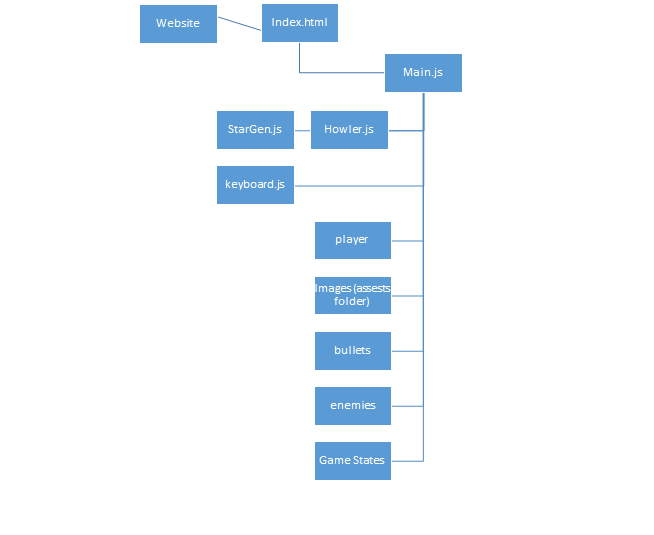 Website
Index.html
Main.js
StarGen.js
Howler.js
keyboard.js
player
Images (assests
folder)
bullets
enemies
Game States